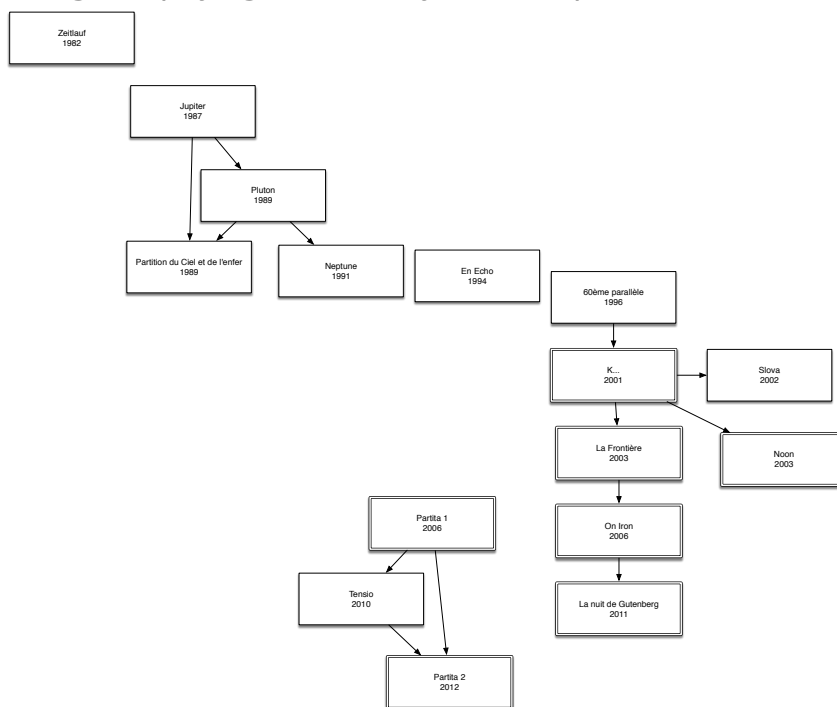 Zeitlauf
1982
Jupiter
1987
Pluton
1989
Partition du Ciel et de l'enfer
1989
Neptune
1991
En Echo
1994
60ème parallèle
1996
K...
2001
Slova
2002
La Frontière
2003
Noon
2003
Partita 1
2006
On Iron
2006
Tensio
2010
La nuit de Gutenberg
2011
Partita 2
2012